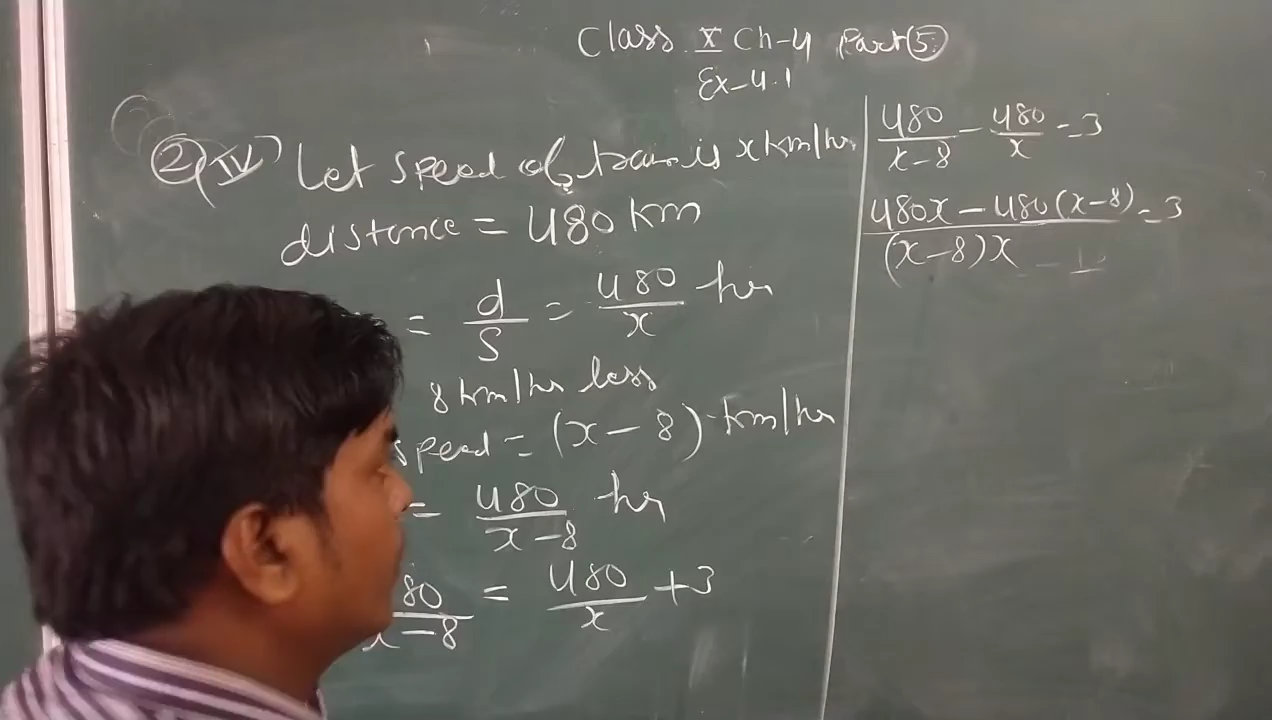 Class X Ch-4 Part (5)
Ex-4.1
(2)(IV) Let speed of train is x km/hr
distance = 480 km
= d/S = 480/x hr
8 km/hr less
speed = (x-8) km/hr
= 480/x-8 hr
80/x-8 = 480/x +3
480/x-8 - 480/x = 3
480x - 480(x-8)/(x-8)x = 3